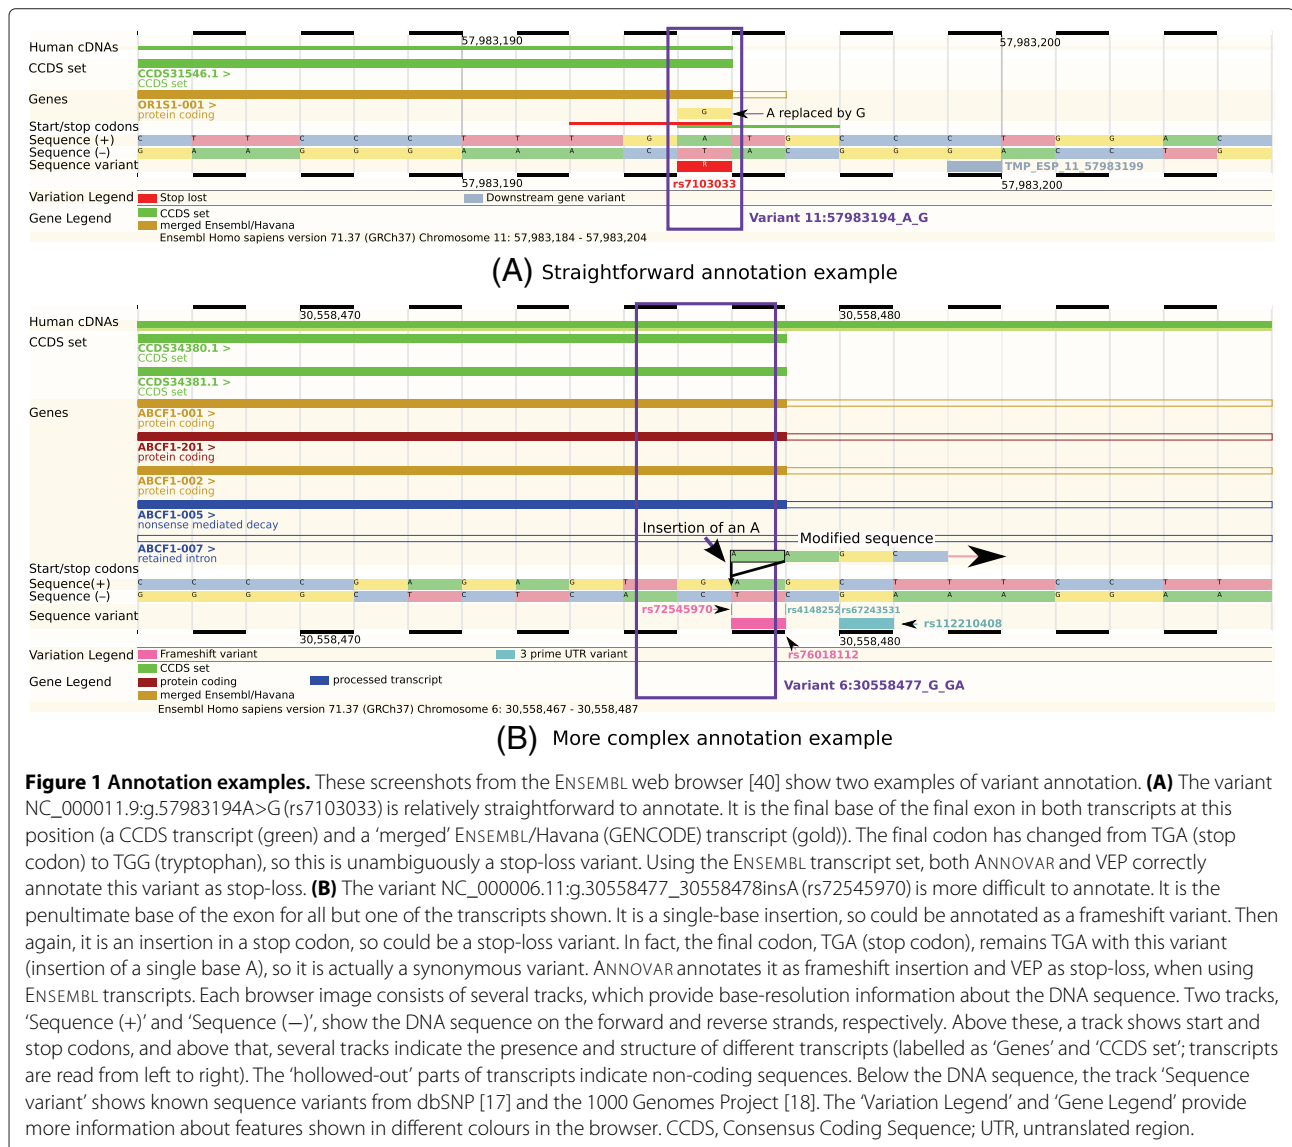 57,983,190 57,983,200
Human cDNAs
CCDS set
CCDS31546.1 >
CCDS set
Genes
OR1S1-001 >
protein coding
G A replaced by G
Start/stop codons
Sequence (+) C T T C C C T T T G A T G C C C T G G A C
Sequence (−) G A A G G G A A A C T A C G G G A C C T G
Sequence variant R TMP_ESP_11_57983199
57,983,190 rs7103033 57,983,200
Variation Legend Stop lost Downstream gene variant
Gene Legend CCDS set
merged Ensembl/Havana
Variant 11:57983194_A_G
Ensembl Homo sapiens version 71.37 (GRCh37) Chromosome 11: 57,983,184 - 57,983,204
(A) Straightforward annotation example
30,558,470 30,558,480
Human cDNAs
CCDS set
CCDS34380.1 >
CCDS set
CCDS34381.1 >
CCDS set
Genes
ABCF1-001 >
protein coding
ABCF1-201 >
protein coding
ABCF1-002 >
protein coding
ABCF1-005 >
nonsense mediated decay
Insertion of an A Modified sequence
ABCF1-007 >
retained intron
A A G C
Start/stop codons
Sequence(+) C C C C G A G A G T G A G C T T T C C T T
Sequence (−) G G G G C T C T C A C T C G A A A G G A A
Sequence variant rs72545970 rs4148252 rs67243531
rs112210408
30,558,470 30,558,480
rs76018112
Variation Legend Frameshift variant 3 prime UTR variant
Gene Legend CCDS set
protein coding processed transcript
merged Ensembl/Havana
Variant 6:30558477_G_GA
Ensembl Homo sapiens version 71.37 (GRCh37) Chromosome 6: 30,558,467 - 30,558,487
(B) More complex annotation example
Figure 1 Annotation examples. These screenshots from the ENSEMBL web browser [40] show two examples of variant annotation. (A) The variant
NC_000011.9:g.57983194A>G (rs7103033) is relatively straightforward to annotate. It is the final base of the final exon in both transcripts at this
position (a CCDS transcript (green) and a ‘merged’ ENSEMBL/Havana (GENCODE) transcript (gold)). The final codon has changed from TGA (stop
codon) to TGG (tryptophan), so this is unambiguously a stop-loss variant. Using the ENSEMBL transcript set, both ANNOVAR and VEP correctly
annotate this variant as stop-loss. (B) The variant NC_000006.11:g.30558477_30558478insA (rs72545970) is more difficult to annotate. It is the
penultimate base of the exon for all but one of the transcripts shown. It is a single-base insertion, so could be annotated as a frameshift variant. Then
again, it is an insertion in a stop codon, so could be a stop-loss variant. In fact, the final codon, TGA (stop codon), remains TGA with this variant
(insertion of a single base A), so it is actually a synonymous variant. ANNOVAR annotates it as frameshift insertion and VEP as stop-loss, when using
ENSEMBL transcripts. Each browser image consists of several tracks, which provide base-resolution information about the DNA sequence. Two tracks,
‘Sequence (+)’ and ‘Sequence (−)’, show the DNA sequence on the forward and reverse strands, respectively. Above these, a track shows start and
stop codons, and above that, several tracks indicate the presence and structure of different transcripts (labelled as ‘Genes’ and ‘CCDS set’; transcripts
are read from left to right). The ‘hollowed-out’ parts of transcripts indicate non-coding sequences. Below the DNA sequence, the track ‘Sequence
variant’ shows known sequence variants from dbSNP [17] and the 1000 Genomes Project [18]. The ‘Variation Legend’ and ‘Gene Legend’ provide
more information about features shown in different colours in the browser. CCDS, Consensus Coding Sequence; UTR, untranslated region.